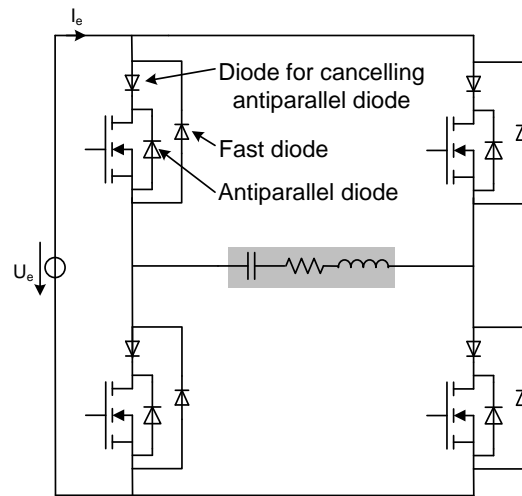 Iₑ
Diode for cancelling
antiparallel diode
Fast diode
Antiparallel diode
Uₑ